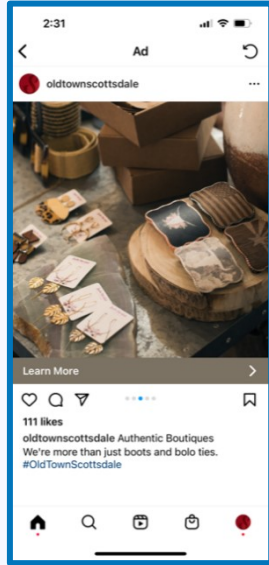 2:31
Ad
oldtownscottsdale
Learn More
111 likes
oldtownscottsdale Authentic Boutiques
We're more than just boots and bolo ties.
#OldTownScottsdale